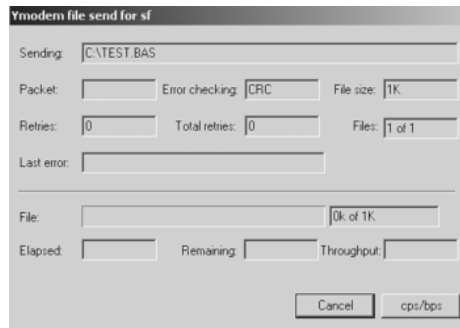 Ymodem file send for sf
Sending: C:\TEST.BAS
Packet: Error checking: CRC File size: 1K
Retries: 0 Total retries: 0 Files: 1 of 1
Last error:
File: 0k of 1K
Elapsed: Remaining: Throughput:
Cancel cps/bps